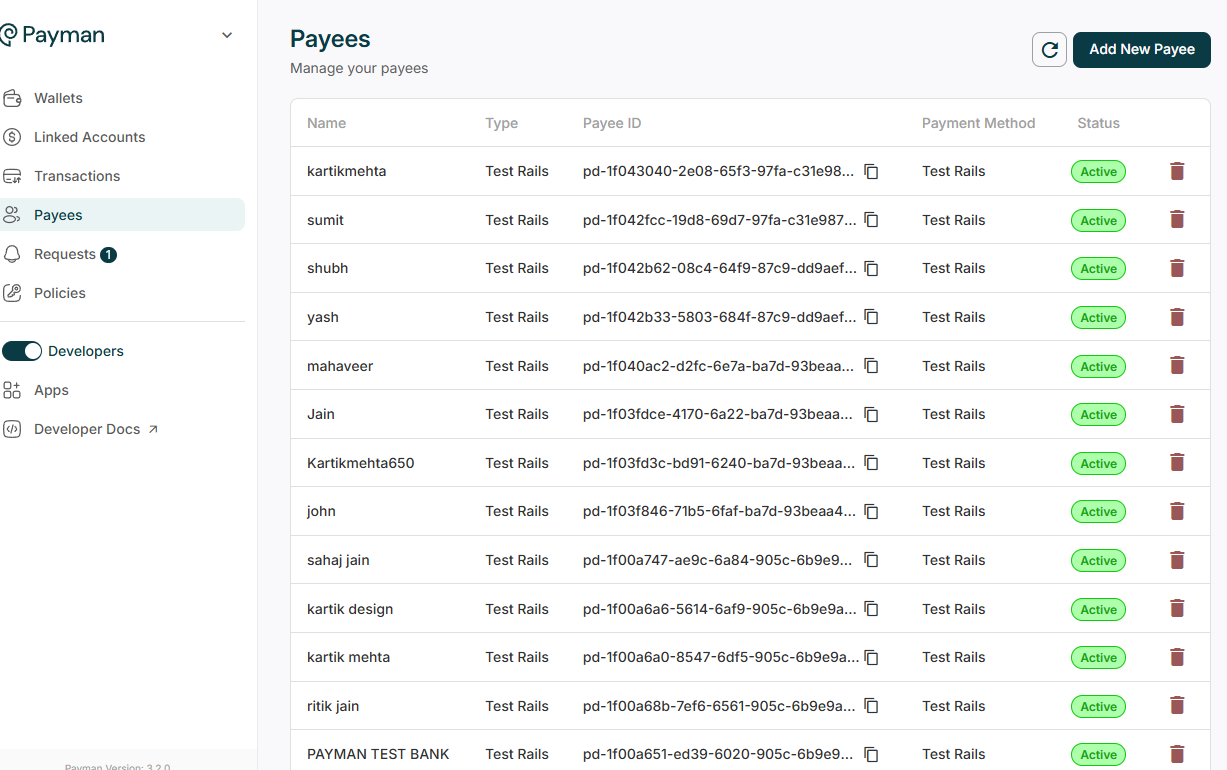 Payman
Wallets
Linked Accounts
Transactions
Payees
Requests 1
Policies
Developers
Apps
Developer Docs
Payman Version: 3.2.0
Payees
Manage your payees
Add New Payee
Name Type Payee ID Payment Method Status
kartikmehta Test Rails pd-1f043040-2e08-65f3-97fa-c31e98... Test Rails Active
sumit Test Rails pd-1f042fcc-19d8-69d7-97fa-c31e987... Test Rails Active
shubh Test Rails pd-1f042b62-08c4-64f9-87c9-dd9aef... Test Rails Active
yash Test Rails pd-1f042b33-5803-684f-87c9-dd9aef... Test Rails Active
mahaveer Test Rails pd-1f040ac2-d2fc-6e7a-ba7d-93beaa... Test Rails Active
Jain Test Rails pd-1f03fdce-4170-6a22-ba7d-93beaa... Test Rails Active
Kartikmehta650 Test Rails pd-1f03fd3c-bd91-6240-ba7d-93beaa... Test Rails Active
john Test Rails pd-1f03f846-71b5-6faf-ba7d-93beaa4... Test Rails Active
sahaj jain Test Rails pd-1f00a747-ae9c-6a84-905c-6b9e9... Test Rails Active
kartik design Test Rails pd-1f00a6a6-5614-6af9-905c-6b9e9a... Test Rails Active
kartik mehta Test Rails pd-1f00a6a0-8547-6df5-905c-6b9e9a... Test Rails Active
ritik jain Test Rails pd-1f00a68b-7ef6-6561-905c-6b9e9a... Test Rails Active
PAYMAN TEST BANK Test Rails pd-1f00a651-ed39-6020-905c-6b9e9... Test Rails Active